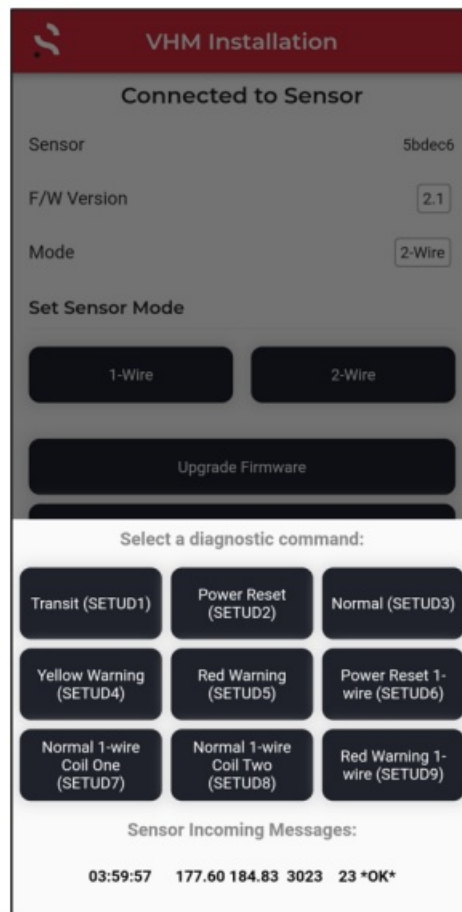 VHM Installation
Connected to Sensor
Sensor 5bdec6
F/W Version 2.1
Mode 2-Wire
Set Sensor Mode
1-Wire 2-Wire
Upgrade Firmware
Select a diagnostic command:
Transit (SETUD1)
Power Reset
(SETUD2)
Normal (SETUD3)
Yellow Warning
(SETUD4)
Red Warning
(SETUD5)
Power Reset 1-
wire (SETUD6)
Normal 1-wire
Coil One
(SETUD7)
Normal 1-wire
Coil Two
(SETUD8)
Red Warning 1-
wire (SETUD9)
Sensor Incoming Messages:
03:59:57 177.60 184.83 3023 23 *OK*